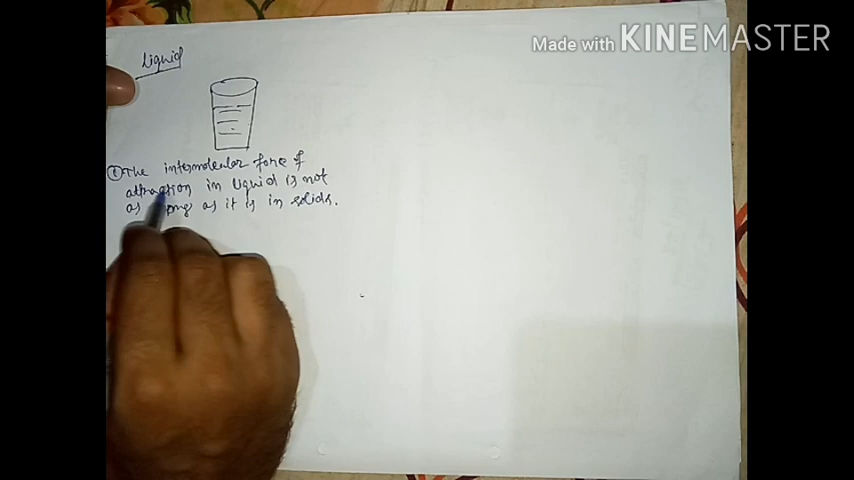 Made with KINEMASTER
Liquid
① The intermolecular force of
attraction in liquid is not
as as it is in solids.